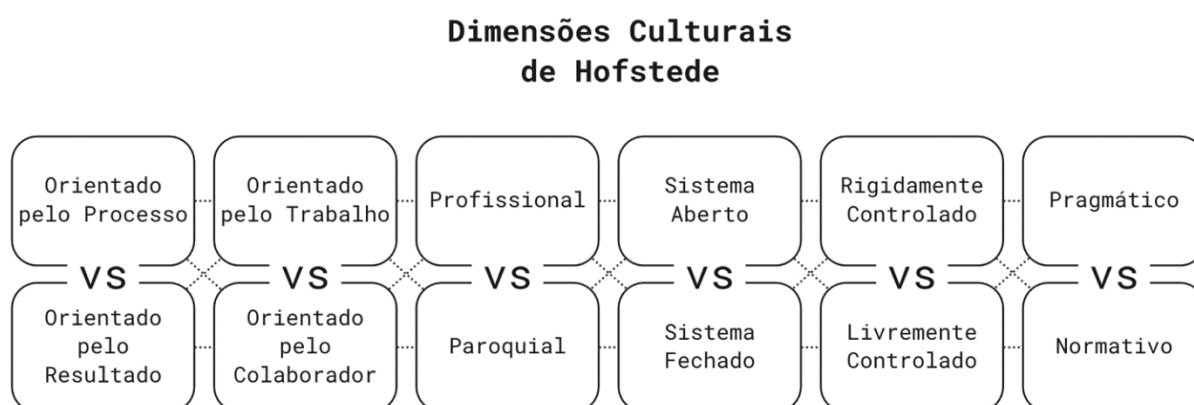 Dimensões Culturais
de Hofstede
Orientado
pelo Processo
Orientado
pelo Trabalho
Profissional
Sistema
Aberto
Rigidamente
Controlado
Pragmático
VS
VS
VS
VS
VS
VS
Orientado
pelo
Resultado
Orientado
pelo
Colaborador
Paroquial
Sistema
Fechado
Livremente
Controlado
Normativo